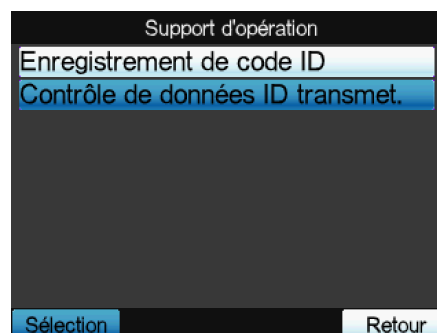 Support d'opération
Enregistrement de code ID
Contrôle de données ID transmet.
Sélection
Retour